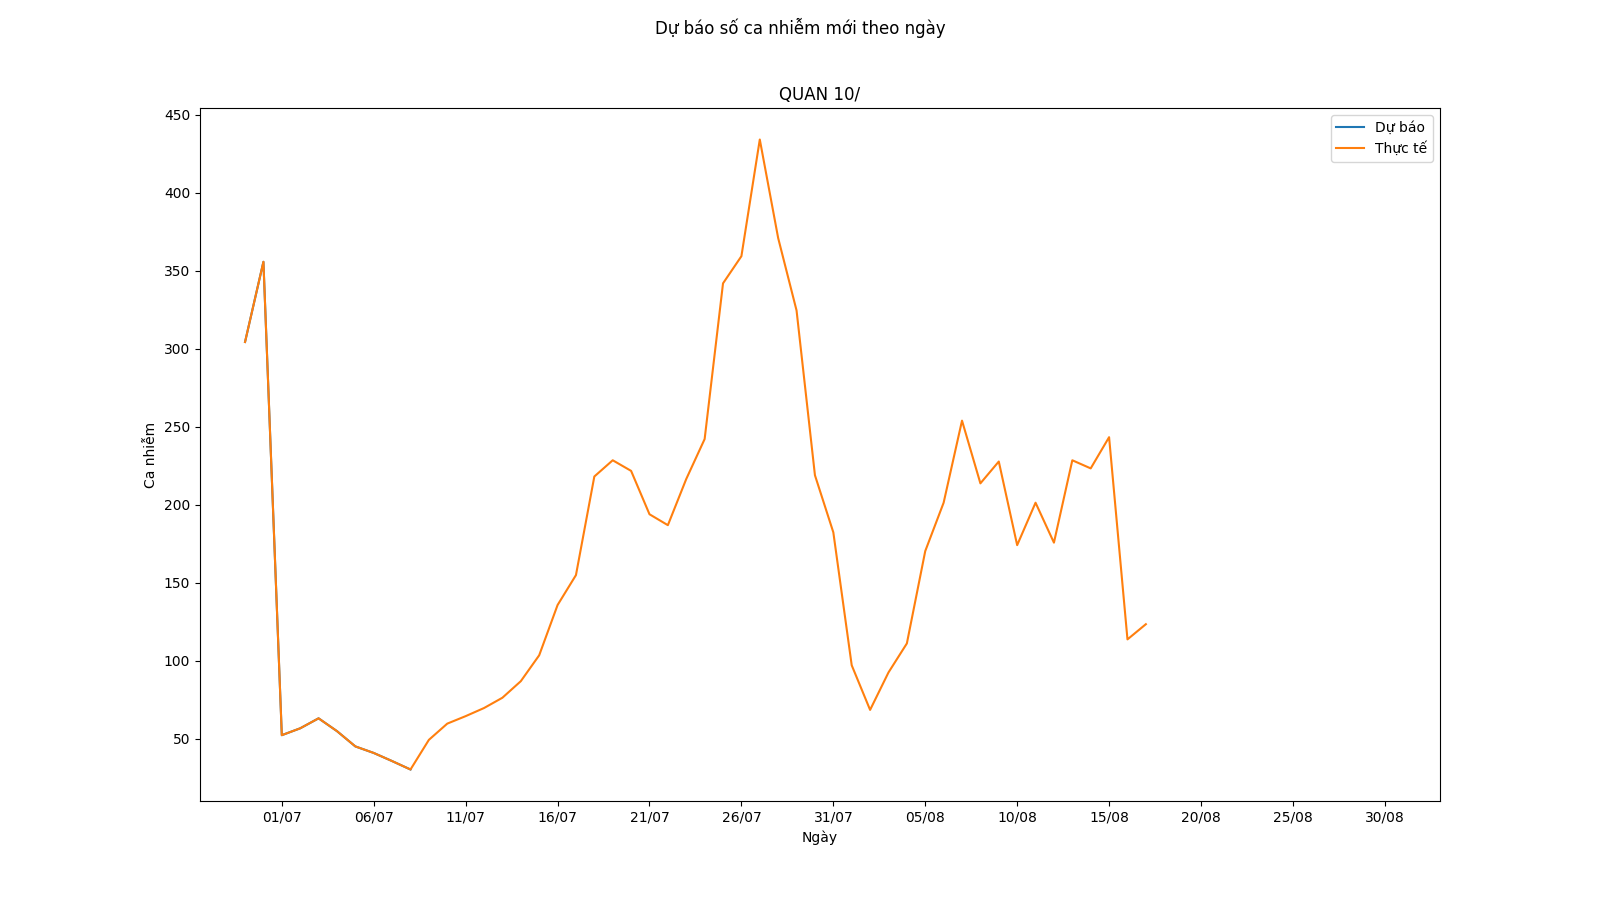 Dự báo số ca nhiễm mới theo ngày
QUAN 10/
Dự báo
Thực tế
450
400
350
300
250
200
150
100
50
Ca nhiễm
01/07 06/07 11/07 16/07 21/07 26/07 31/07 05/08 10/08 15/08 20/08 25/08 30/08
Ngày